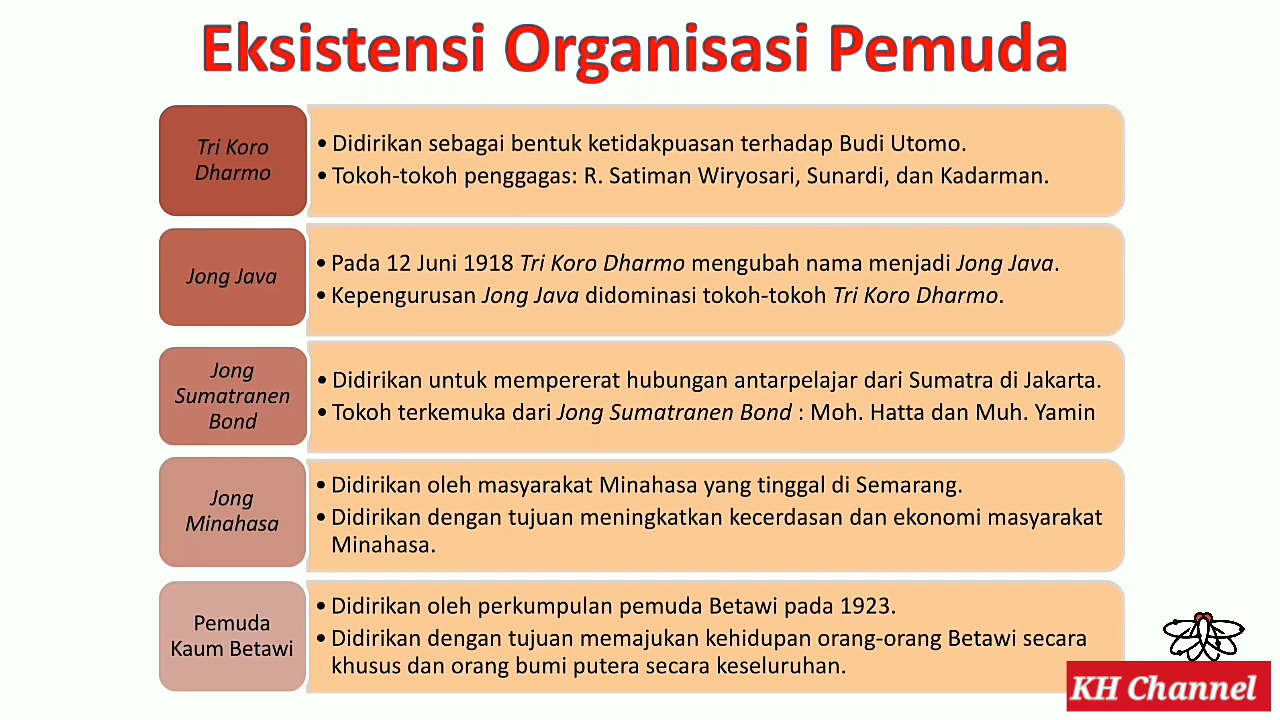 Eksistensi Organisasi Pemuda
Tri Koro
Dharmo
• Didirikan sebagai bentuk ketidakpuasan terhadap Budi Utomo.
• Tokoh-tokoh penggagas: R. Satiman Wiryosari, Sunardi, dan Kadarman.
Jong Java
• Pada 12 Juni 1918 Tri Koro Dharmo mengubah nama menjadi Jong Java.
• Kepengurusan Jong Java didominasi tokoh-tokoh Tri Koro Dharmo.
Jong
Sumatranen
Bond
• Didirikan untuk mempererat hubungan antarpelajar dari Sumatra di Jakarta.
• Tokoh terkemuka dari Jong Sumatranen Bond : Moh. Hatta dan Muh. Yamin
Jong
Minahasa
• Didirikan oleh masyarakat Minahasa yang tinggal di Semarang.
• Didirikan dengan tujuan meningkatkan kecerdasan dan ekonomi masyarakat
Minahasa.
Pemuda
Kaum Betawi
• Didirikan oleh perkumpulan pemuda Betawi pada 1923.
• Didirikan dengan tujuan memajukan kehidupan orang-orang Betawi secara
khusus dan orang bumi putera secara keseluruhan.
KH Channel